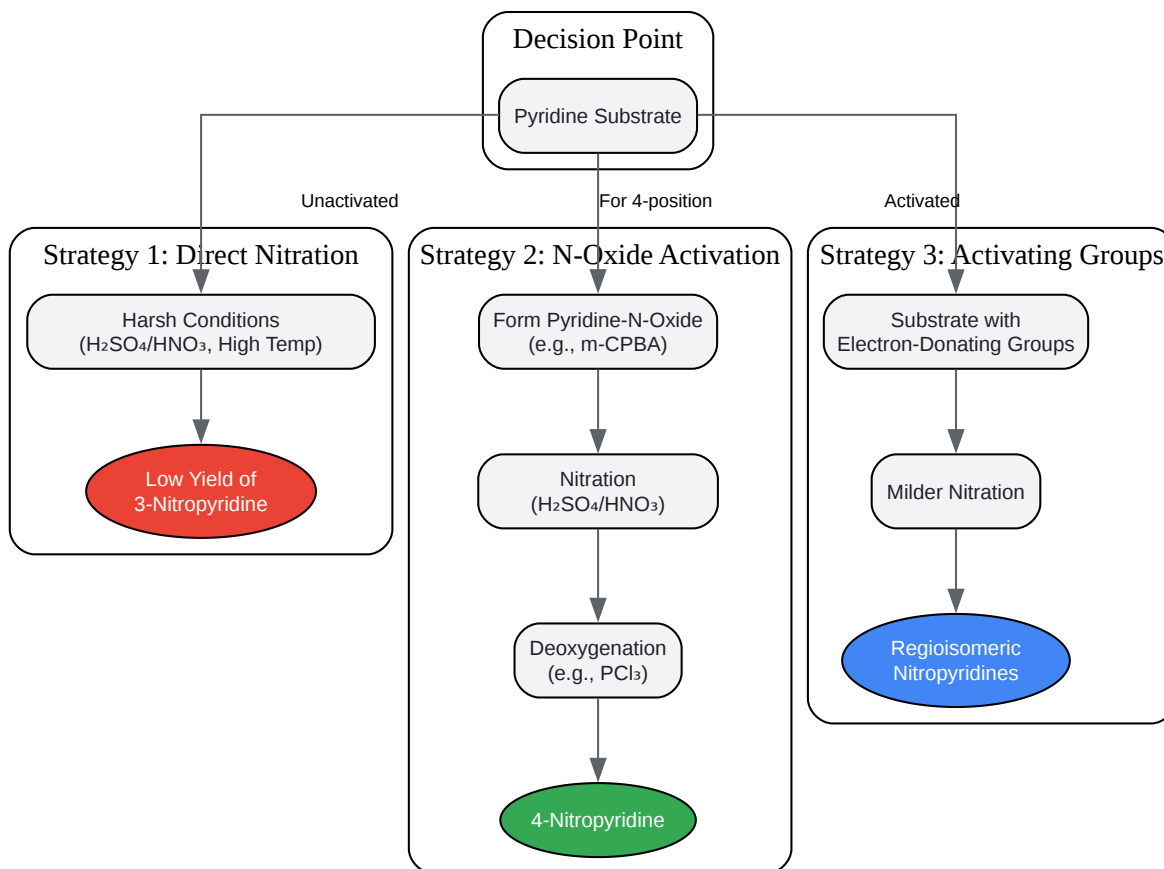 Decision Point
Pyridine Substrate
Unactivated
For 4-position
Activated
Strategy 1: Direct Nitration
Harsh Conditions
(H₂SO₄/HNO₃, High Temp)
Low Yield of
3-Nitropyridine
Strategy 2: N-Oxide Activation
Form Pyridine-N-Oxide
(e.g., m-CPBA)
Nitration
(H₂SO₄/HNO₃)
Deoxygenation
(e.g., PCl₃)
4-Nitropyridine
Strategy 3: Activating Groups
Substrate with
Electron-Donating Groups
Milder Nitration
Regioisomeric
Nitropyridines